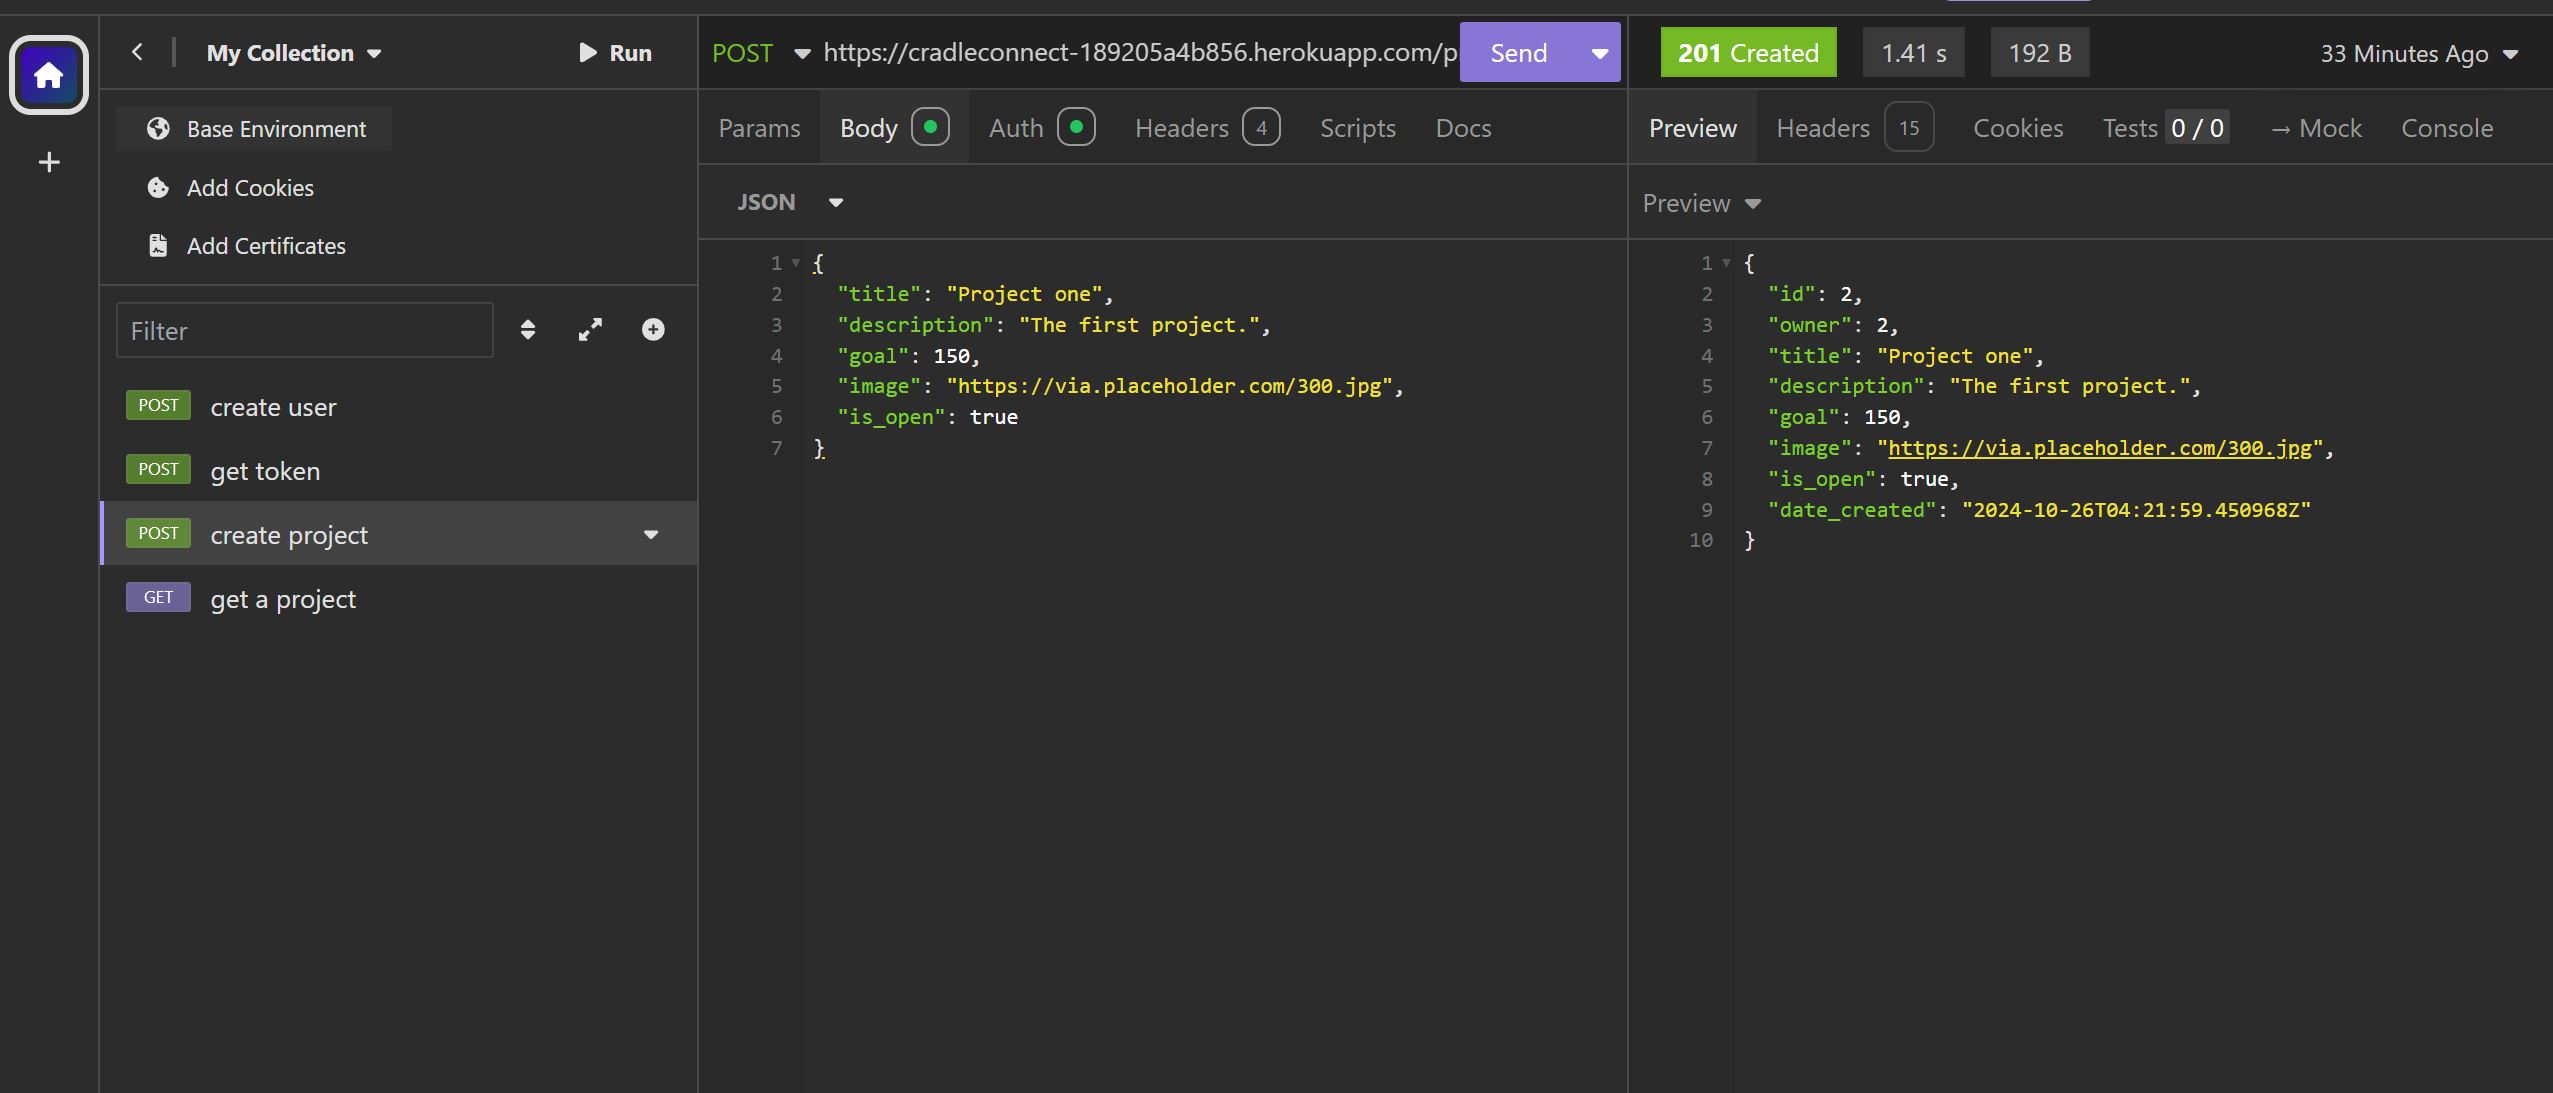 My Collection
Run
Base Environment
Add Cookies
Add Certificates
Filter
POST create user
POST get token
POST create project
GET get a project
POST https://cradleconnect-189205a4b856.herokuapp.com/p Send
Params Body Auth Headers 4 Scripts Docs
JSON
1 {
2 "title": "Project one",
3 "description": "The first project.",
4 "goal": 150,
5 "image": "https://via.placeholder.com/300.jpg",
6 "is_open": true
7 }
201 Created 1.41 s 192 B 33 Minutes Ago
Preview Headers 15 Cookies Tests 0 / 0 → Mock Console
Preview
1 {
2 "id": 2,
3 "owner": 2,
4 "title": "Project one",
5 "description": "The first project.",
6 "goal": 150,
7 "image": "https://via.placeholder.com/300.jpg",
8 "is_open": true,
9 "date_created": "2024-10-26T04:21:59.450968Z"
10 }